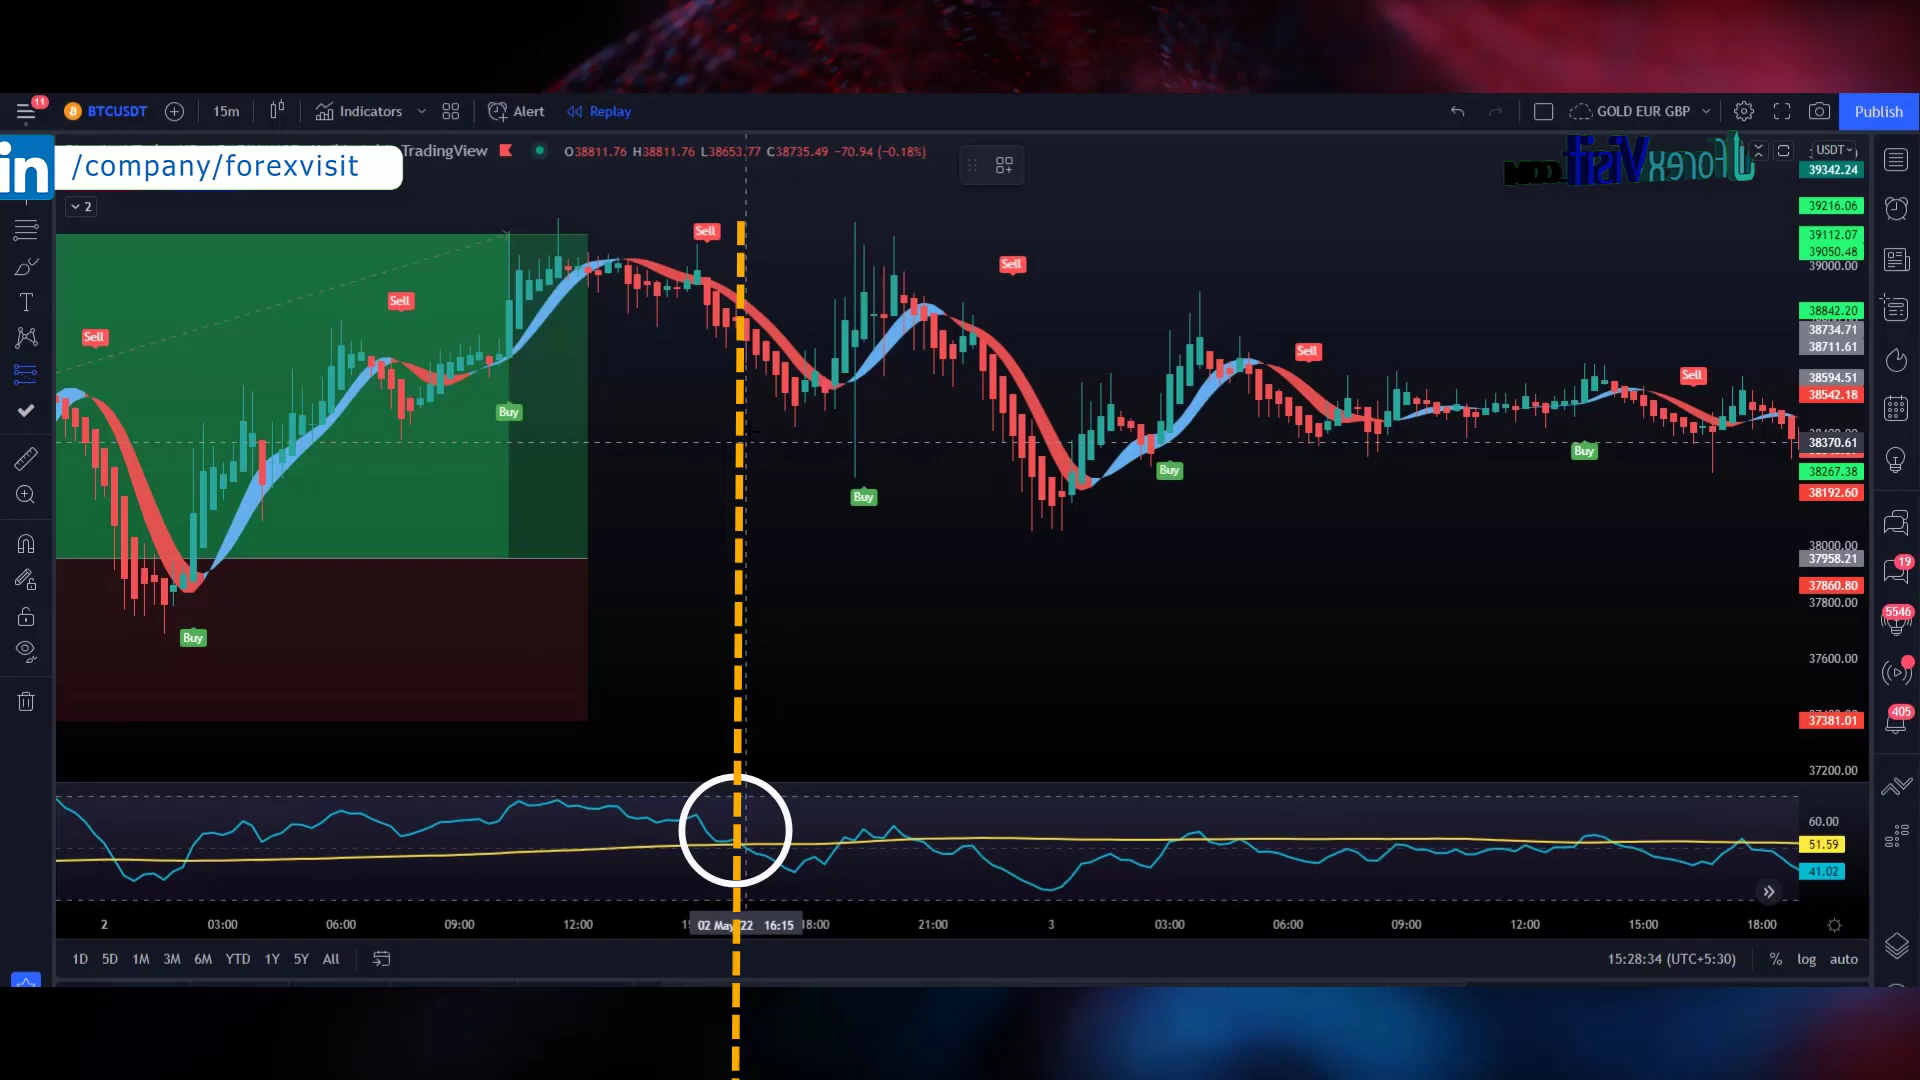 11
BTCUSDT
15m
Indicators
Alert
Replay
GOLD EUR GBP
Publish
in
/company/forexvisit
TradingView
O38811.76 H38811.76 L38653.77 C38735.49 -70.94 (-0.18%)
ForexVisit.COM
USDT
39342.24
2
39216.06
39112.07
39050.48
39000.00
38842.20
38734.71
38711.61
38594.51
38542.18
38370.61
38267.38
38192.60
38000.00
37958.21
37860.80
37800.00
37600.00
37381.01
37200.00
Sell
Sell
Sell
Sell
Sell
Sell
Buy
Buy
Buy
Buy
Buy
19
5546
405
60.00
51.59
41.02
2
03:00
06:00
09:00
12:00
02 May '22 16:15
18:00
21:00
3
03:00
06:00
09:00
12:00
15:00
18:00
1D 5D 1M 3M 6M YTD 1Y 5Y All
15:28:34 (UTC+5:30)
%
log
auto